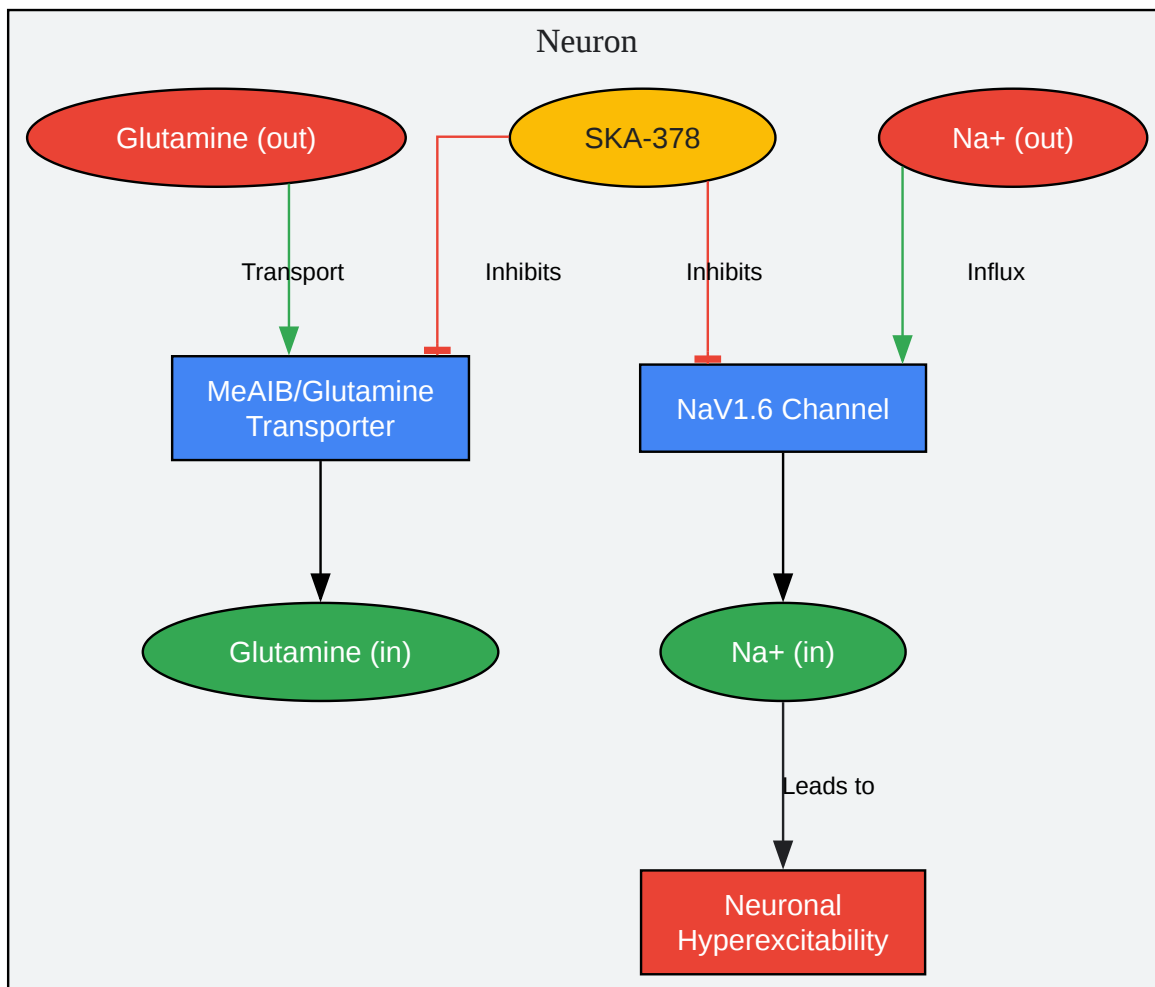 Neuron
Glutamine (out)
SKA-378
Na+ (out)
Transport
Inhibits
Inhibits
Influx
MeAIB/Glutamine
Transporter
NaV1.6 Channel
Glutamine (in)
Na+ (in)
Leads to
Neuronal
Hyperexcitability